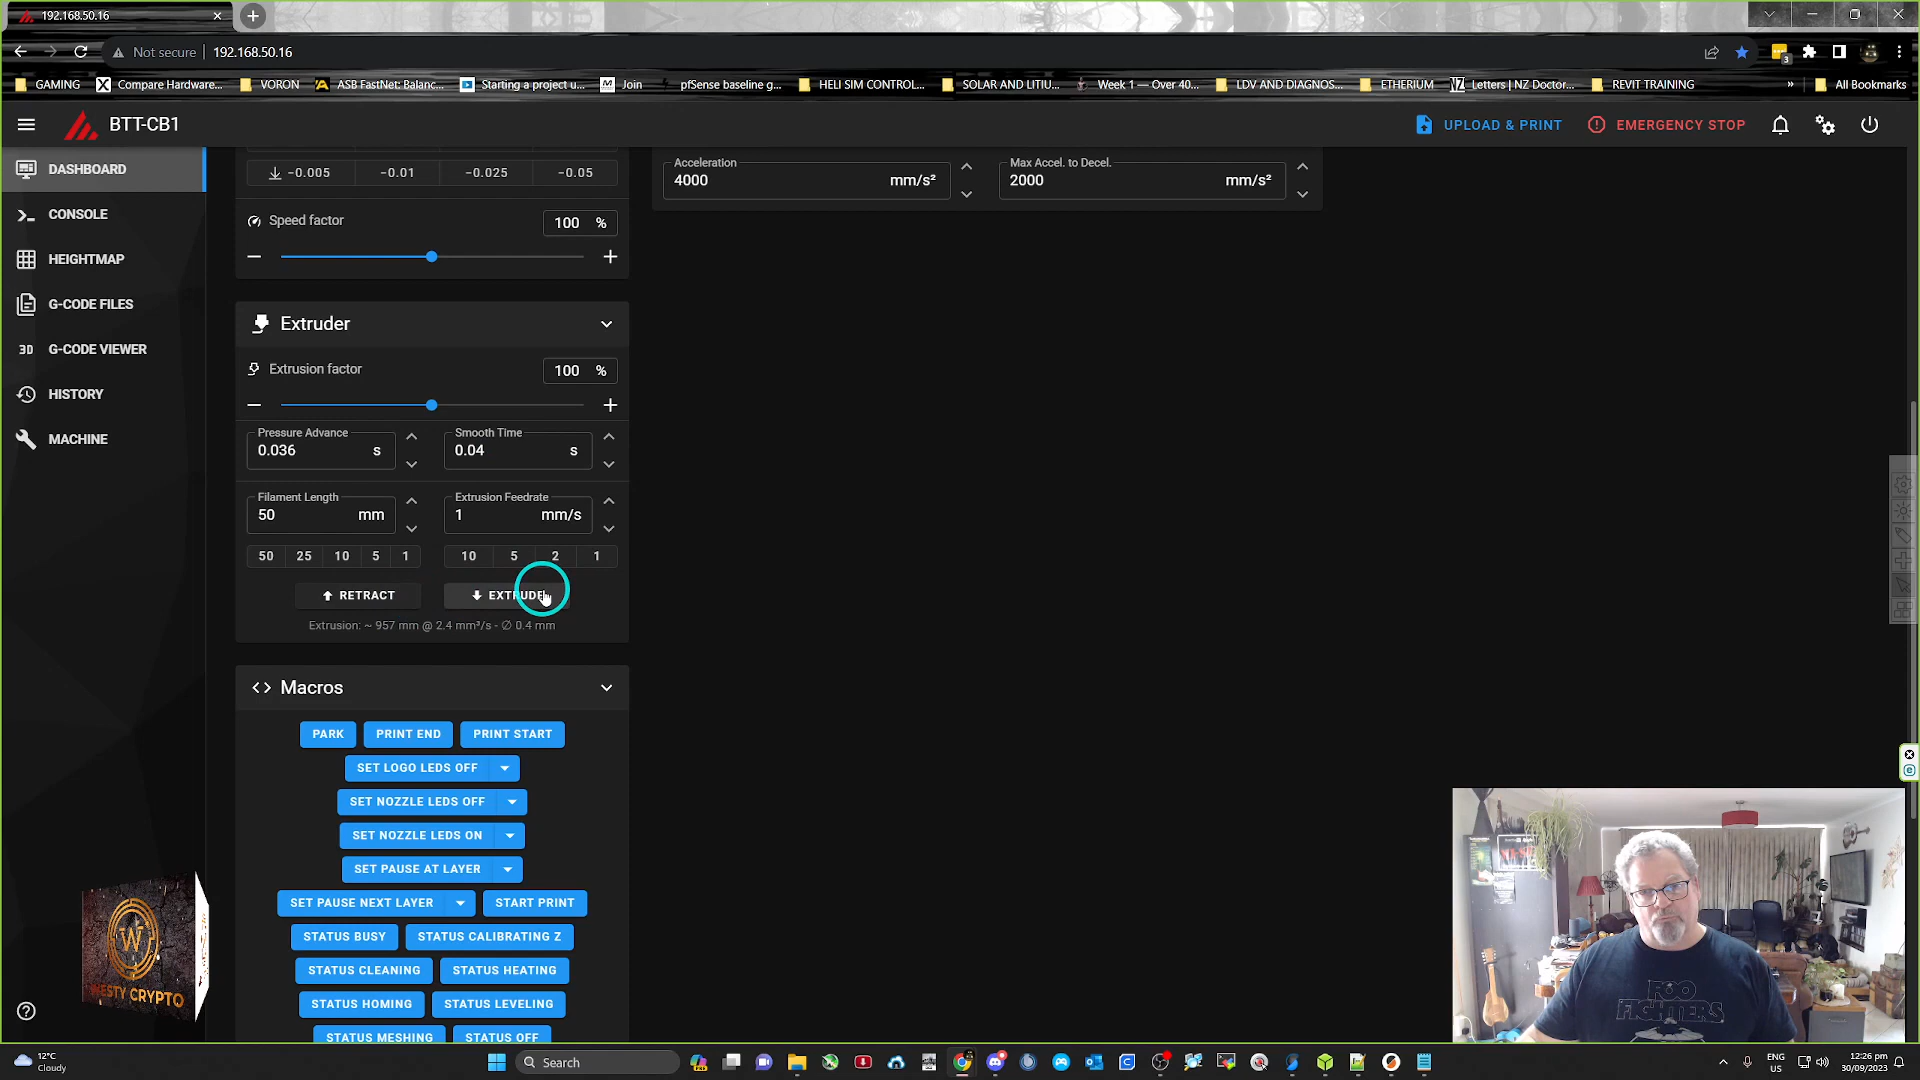 192.168.50.16
Not secure 192.168.50.16
GAMING Compare Hardware... VORON ASB FastNet: Balanc... Starting a project u... Join pfSense baseline g... HELI SIM CONTROL... SOLAR AND LITIU... Week 1 — Over 40... LDV AND DIAGNOS... ETHERIUM Letters | NZ Doctor... REVIT TRAINING » All Bookmarks
BTT-CB1 UPLOAD & PRINT EMERGENCY STOP
DASHBOARD
CONSOLE
HEIGHTMAP
G-CODE FILES
3D G-CODE VIEWER
HISTORY
MACHINE
-0.005 -0.01 -0.025 -0.05
Acceleration
4000 mm/s²
Max Accel. to Decel.
2000 mm/s²
Speed factor 100 %
Extruder
Extrusion factor 100 %
Pressure Advance
0.036 s
Smooth Time
0.04 s
Filament Length
50 mm
Extrusion Feedrate
1 mm/s
50 25 10 5 1
10 5 2 1
RETRACT EXTRUDE
Extrusion: ~ 957 mm @ 2.4 mm³/s - ∅ 0.4 mm
Macros
PARK PRINT END PRINT START
SET LOGO LEDS OFF
SET NOZZLE LEDS OFF
SET NOZZLE LEDS ON
SET PAUSE AT LAYER
SET PAUSE NEXT LAYER START PRINT
STATUS BUSY STATUS CALIBRATING Z
STATUS CLEANING STATUS HEATING
STATUS HOMING STATUS LEVELING
STATUS MESHING STATUS OFF
W
WESTY CRYPTO
FOO
FIGHTERS
12°C
Cloudy
Search
ENG
US
12:26 pm
30/09/2023